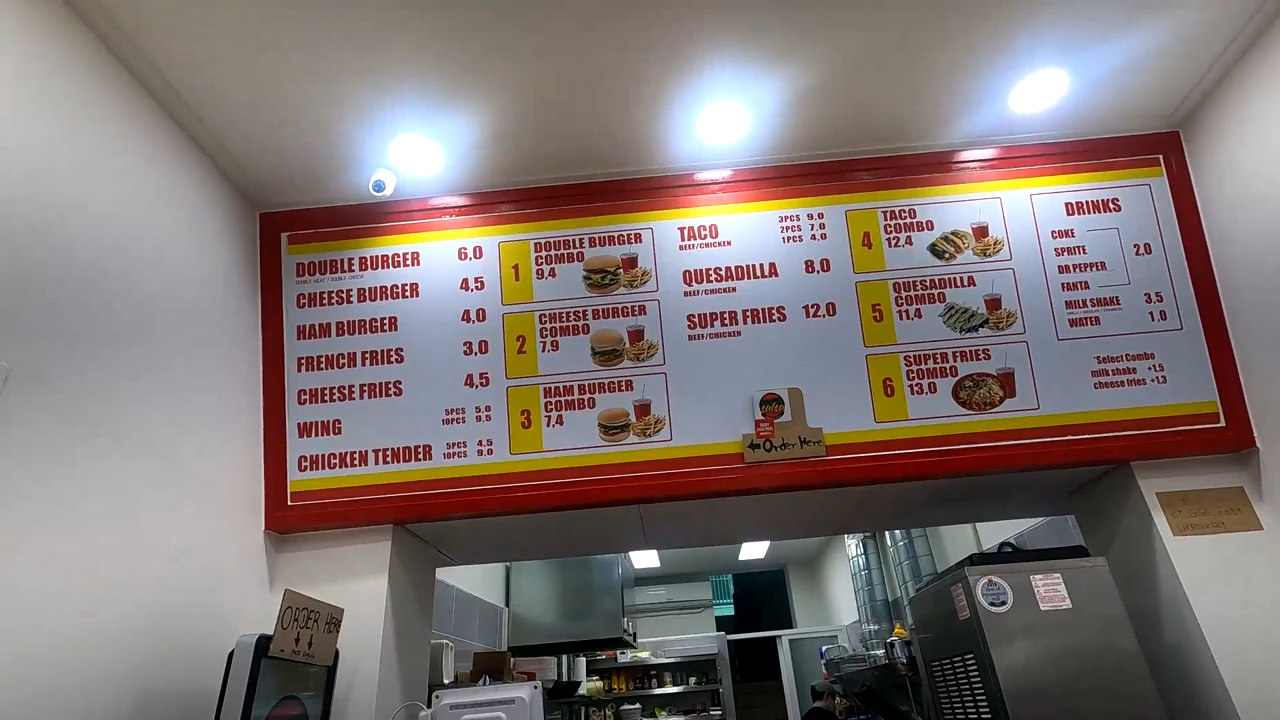 DOUBLE BURGER 6,0
DOUBLE MEAT / DOUBLE CHEESE
CHEESE BURGER 4,5
HAM BURGER 4,0
FRENCH FRIES 3,0
CHEESE FRIES 4,5
WING 5PCS 5.0
10PCS 9.5
CHICKEN TENDER 5PCS 4.5
10PCS 9.0
1 DOUBLE BURGER
COMBO
9,4
2 CHEESE BURGER
COMBO
7,9
3 HAM BURGER
COMBO
7,4
TACO 3PCS 9.0
BEEF/CHICKEN 2PCS 7.0
1PCS 4.0
QUESADILLA 8,0
BEEF/CHICKEN
SUPER FRIES 12,0
BEEF/CHICKEN
salsa
Order Here
4 TACO
COMBO
12,4
5 QUESADILLA
COMBO
11,4
6 SUPER FRIES
COMBO
13,0
DRINKS
COKE
SPRITE 2,0
DR PEPPER
FANTA
MILK SHAKE 3,5
WATER 1,0
*Select Combo
milk shake +1,5
cheese fries +1,3
ORDER HERE